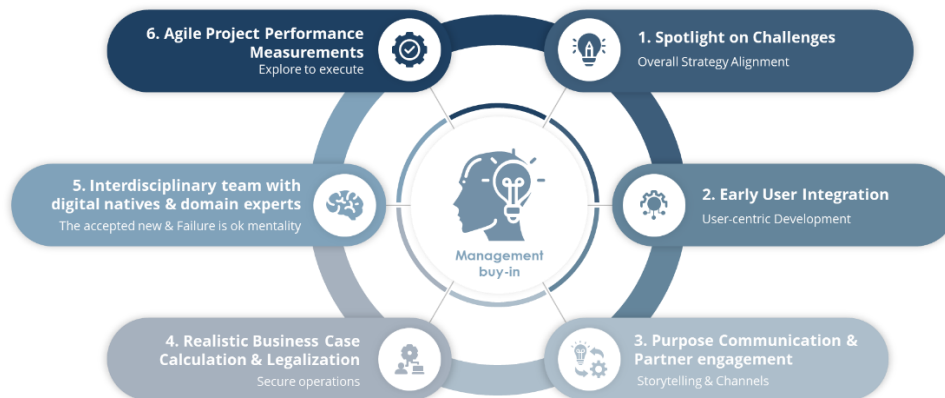 1. Spotlight on Challenges
Overall Strategy Alignment
2. Early User Integration
User-centric Development
3. Purpose Communication &
Partner engagement
Storytelling & Channels
4. Realistic Business Case
Calculation & Legalization
Secure operations
5. Interdisciplinary team with
digital natives & domain experts
The accepted new & Failure is ok mentality
6. Agile Project Performance
Measurements
Explore to execute
Management
buy-in